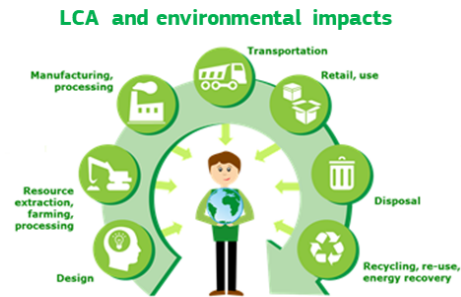 LCA and environmental impacts
Transportation
Manufacturing,
processing
Retail, use
Resource
extraction,
farming,
processing
Disposal
Design
Recycling, re-use,
energy recovery